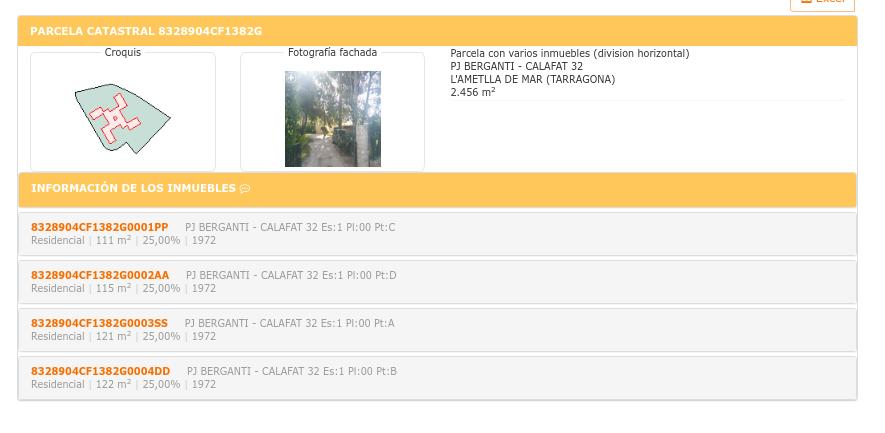 Excel
PARCELA CATASTRAL 8328904CF1382G
Croquis
Fotografía fachada
Parcela con varios inmuebles (division horizontal)
PJ BERGANTI - CALAFAT 32
L'AMETLLA DE MAR (TARRAGONA)
2.456 m²
INFORMACIÓN DE LOS INMUEBLES
8328904CF1382G0001PP PJ BERGANTI - CALAFAT 32 Es:1 Pl:00 Pt:C
Residencial | 111 m² | 25,00% | 1972
8328904CF1382G0002AA PJ BERGANTI - CALAFAT 32 Es:1 Pl:00 Pt:D
Residencial | 115 m² | 25,00% | 1972
8328904CF1382G0003SS PJ BERGANTI - CALAFAT 32 Es:1 Pl:00 Pt:A
Residencial | 121 m² | 25,00% | 1972
8328904CF1382G0004DD PJ BERGANTI - CALAFAT 32 Es:1 Pl:00 Pt:B
Residencial | 122 m² | 25,00% | 1972